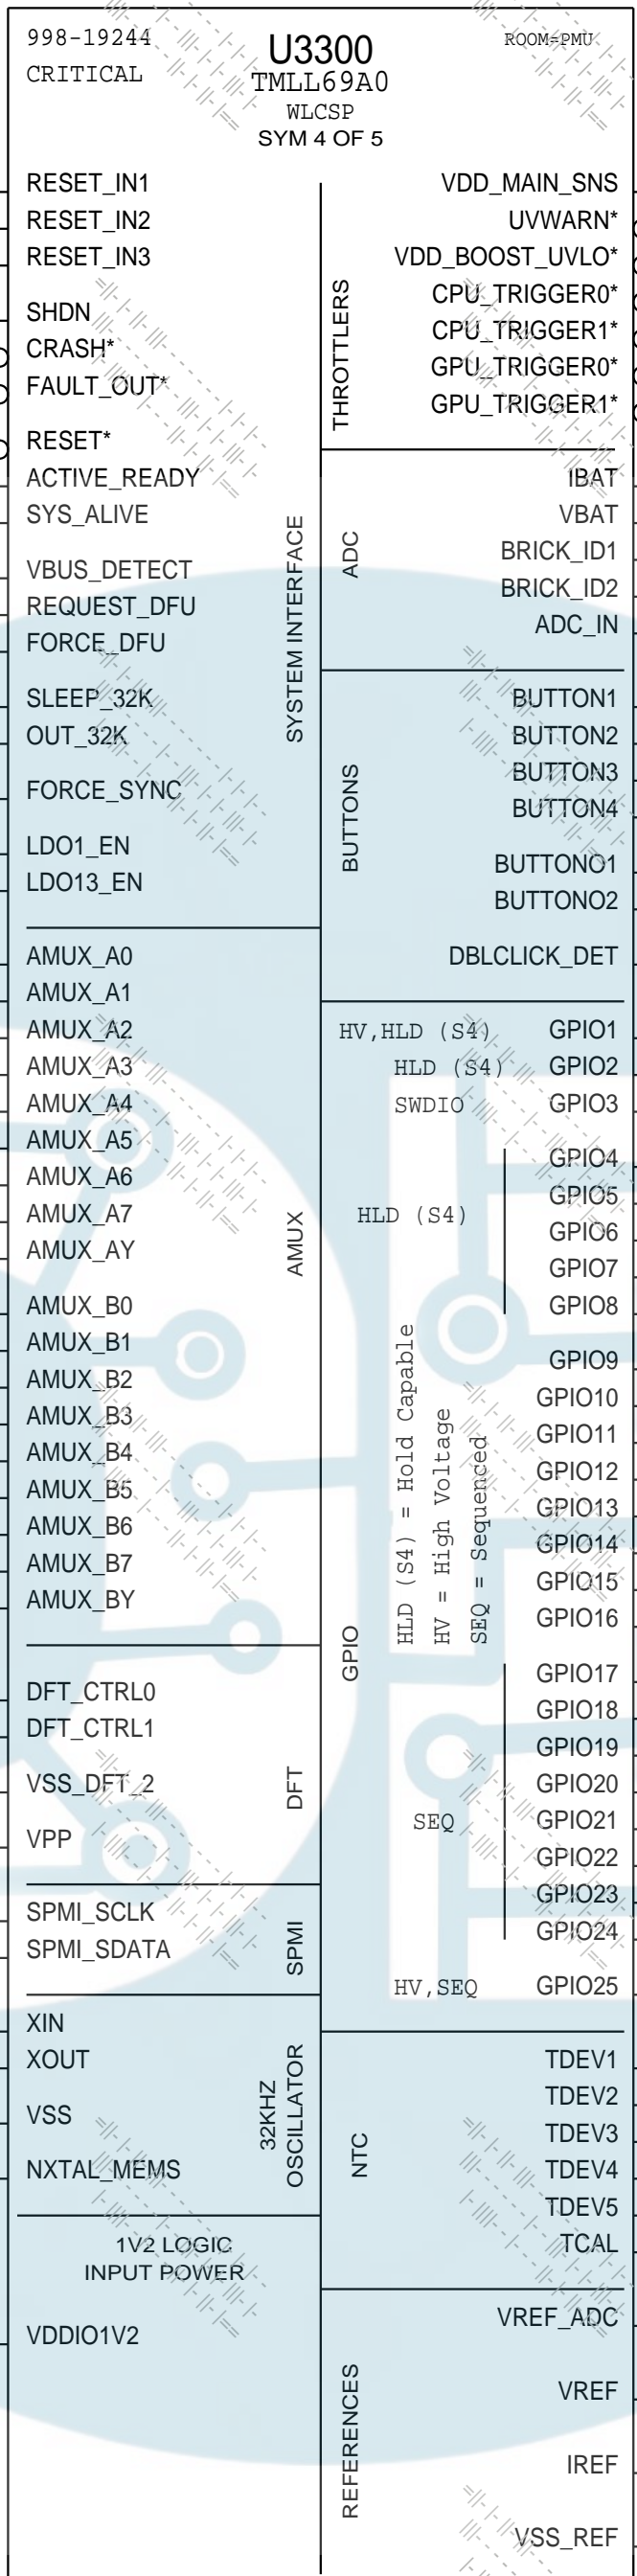 998-19244
CRITICAL
U3300
TMLL69A0
WLCSP
SYM 4 OF 5
ROOM=PMU
RESET_IN1
RESET_IN2
RESET_IN3
SHDN
CRASH*
FAULT_OUT*
RESET*
ACTIVE_READY
SYS_ALIVE
VBUS_DETECT
REQUEST_DFU
FORCE_DFU
SLEEP_32K
OUT_32K
FORCE_SYNC
LDO1_EN
LDO13_EN
SYSTEM INTERFACE
AMUX_A0
AMUX_A1
AMUX_A2
AMUX_A3
AMUX_A4
AMUX_A5
AMUX_A6
AMUX_A7
AMUX_AY
AMUX_B0
AMUX_B1
AMUX_B2
AMUX_B3
AMUX_B4
AMUX_B5
AMUX_B6
AMUX_B7
AMUX_BY
AMUX
DFT_CTRL0
DFT_CTRL1
VSS_DFT_2
VPP
DFT
SPMI_SCLK
SPMI_SDATA
SPMI
XIN
XOUT
VSS
NXTAL_MEMS
32KHZ
OSCILLATOR
1V2 LOGIC
INPUT POWER
VDDIO1V2
VDD_MAIN_SNS
UVWARN*
VDD_BOOST_UVLO*
CPU_TRIGGER0*
CPU_TRIGGER1*
GPU_TRIGGER0*
GPU_TRIGGER1*
THROTTLERS
IBAT
VBAT
BRICK_ID1
BRICK_ID2
ADC_IN
ADC
BUTTON1
BUTTON2
BUTTON3
BUTTON4
BUTTONO1
BUTTONO2
DBLCLICK_DET
BUTTONS
HV,HLD (S4) GPIO1
HLD (S4) GPIO2
SWDIO GPIO3
GPIO4
GPIO5
HLD (S4)
GPIO6
GPIO7
GPIO8
GPIO9
GPIO10
GPIO11
GPIO12
GPIO13
GPIO14
GPIO15
GPIO16
HLD (S4) = Hold Capable
HV = High Voltage
SEQ = Sequenced
GPIO
GPIO17
GPIO18
GPIO19
GPIO20
SEQ GPIO21
GPIO22
GPIO23
GPIO24
HV,SEQ GPIO25
TDEV1
TDEV2
TDEV3
TDEV4
TDEV5
TCAL
NTC
VREF_ADC
VREF
IREF
VSS_REF
REFERENCES